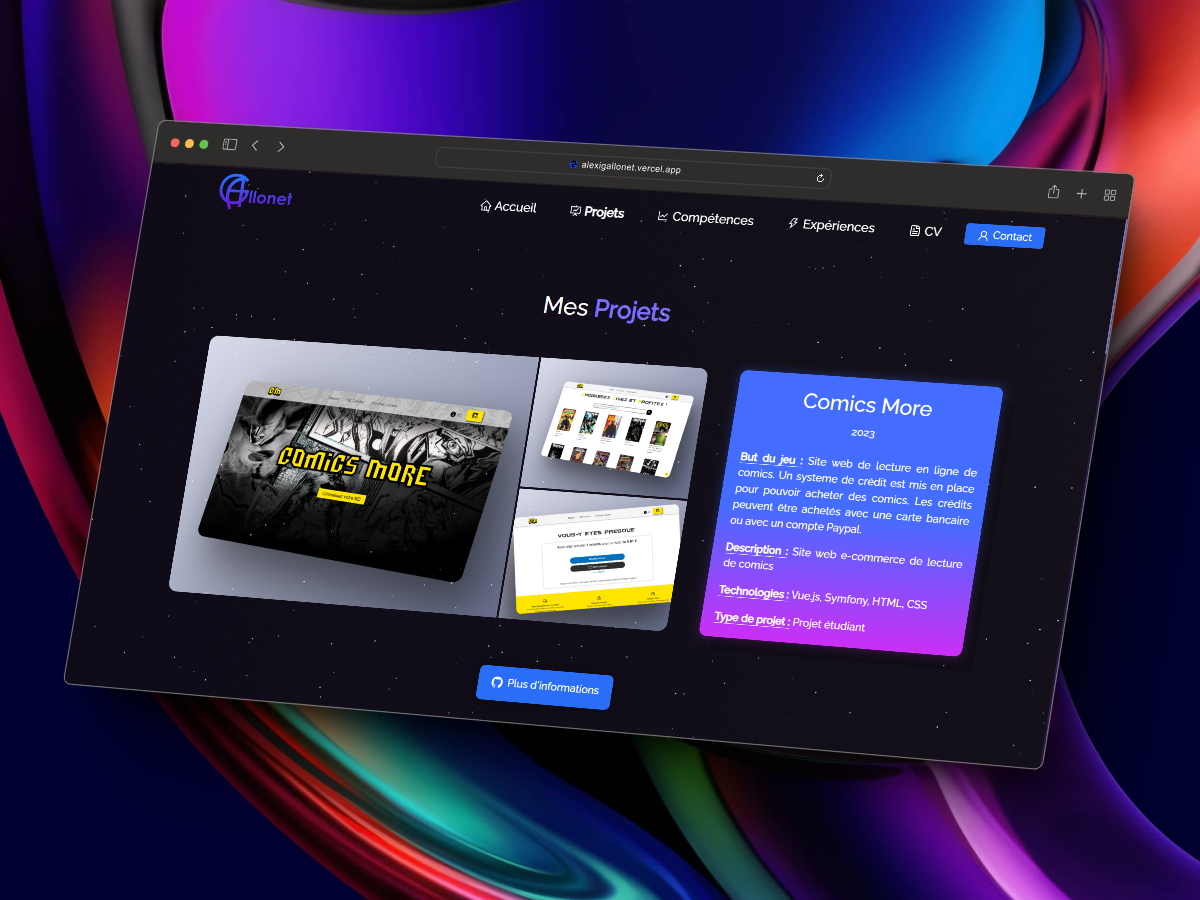 alexigallonet.vercel.app
Allonet
Accueil
Projets
Compétences
Expériences
CV
Contact
Mes Projets
COMICS MORE
VOUS-Y ETES PRESQUE
Comics More
2023
But du jeu : Site web de lecture en ligne de
comics. Un systeme de crédit est mis en place
pour pouvoir acheter des comics. Les crédits
peuvent être achetés avec une carte bancaire
ou avec un compte Paypal.
Description : Site web e-commerce de lecture
de comics
Technologies : Vue.js, Symfony, HTML, CSS
Type de projet : Projet étudiant
Plus d'informations